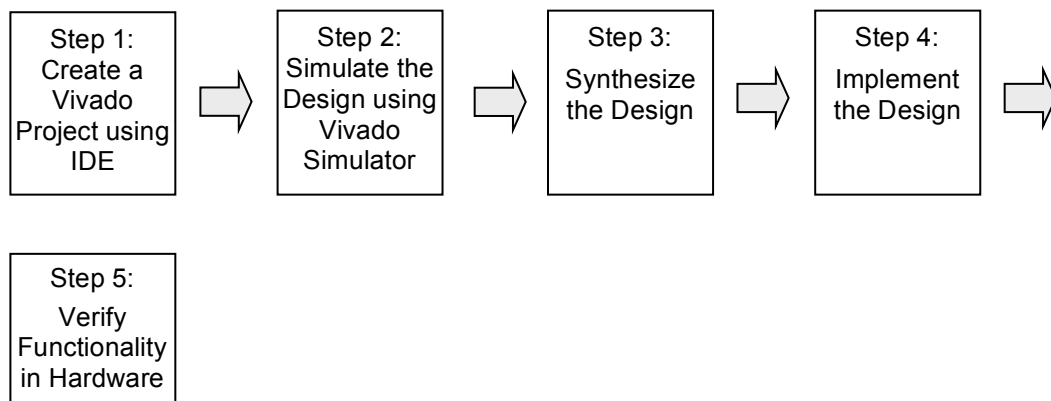 Step 1:
Create a
Vivado
Project using
IDE
Step 2:
Simulate the
Design using
Vivado
Simulator
Step 3:
Synthesize
the Design
Step 4:
Implement
the Design
Step 5:
Verify
Functionality
in Hardware